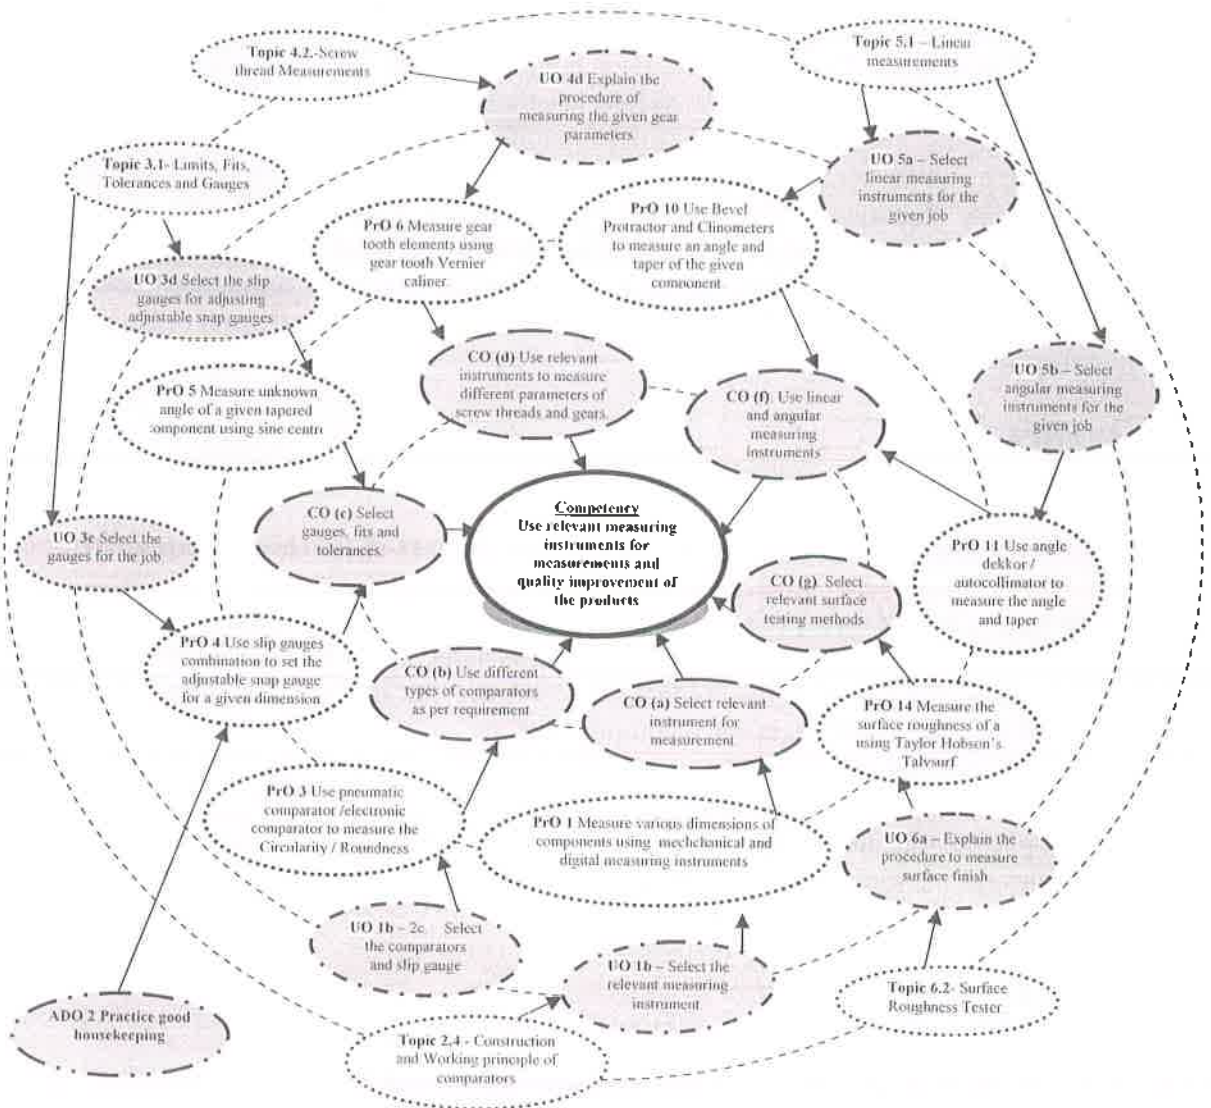 Topic 4.2.-Screw
thread Measurements
Topic 5.1 – Linear
measurements
UO 4d Explain the
procedure of
measuring the given gear
parameters
Topic 3.1- Limits, Fits,
Tolerances and Gauges
UO 5a – Select
linear measuring
instruments for the
given job
PrO 6 Measure gear
tooth elements using
gear tooth Vernier
caliner.
PrO 10 Use Bevel
Protractor and Clinometers
to measure an angle and
taper of the given
component.
UO 3d Select the slip
gauges for adjusting
adjustable snap gauges
CO (d) Use relevant
instruments to measure
different parameters of
screw threads and gears.
UO 5b – Select
angular measuring
instruments for the
given job
PrO 5 Measure unknown
angle of a given tapered
component using sine centre
CO (f). Use linear
and angular
measuring
instruments
CO (c) Select
gauges, fits and
tolerances.
Competency
Use relevant measuring
instruments for
measurements and
quality improvement of
the products
UO 3c Select the
gauges for the job
PrO 11 Use angle
dekkor /
autocollimator to
measure the angle
and taper
CO (g). Select
relevant surface
testing methods
PrO 4 Use slip gauges
combination to set the
adjustable snap gauge
for a given dimension
CO (b) Use different
types of comparators
as per requirement
CO (a) Select relevant
instrument for
measurement
PrO 14 Measure the
surface roughness of a
using Taylor Hobson's
Talysurf
PrO 3 Use pneumatic
comparator /electronic
comparator to measure the
Circularity / Roundness
PrO 1 Measure various dimensions of
components using mechchanical and
digital measuring instruments
UO 6a – Explain the
procedure to measure
surface finish
UO 1b – 2c. Select
the comparators
and slip gauge
UO 1b – Select the
relevant measuring
instrument
Topic 6.2- Surface
Roughness Tester
ADO 2 Practice good
housekeeping
Topic 2.4 - Construction
and Working principle of
comparators